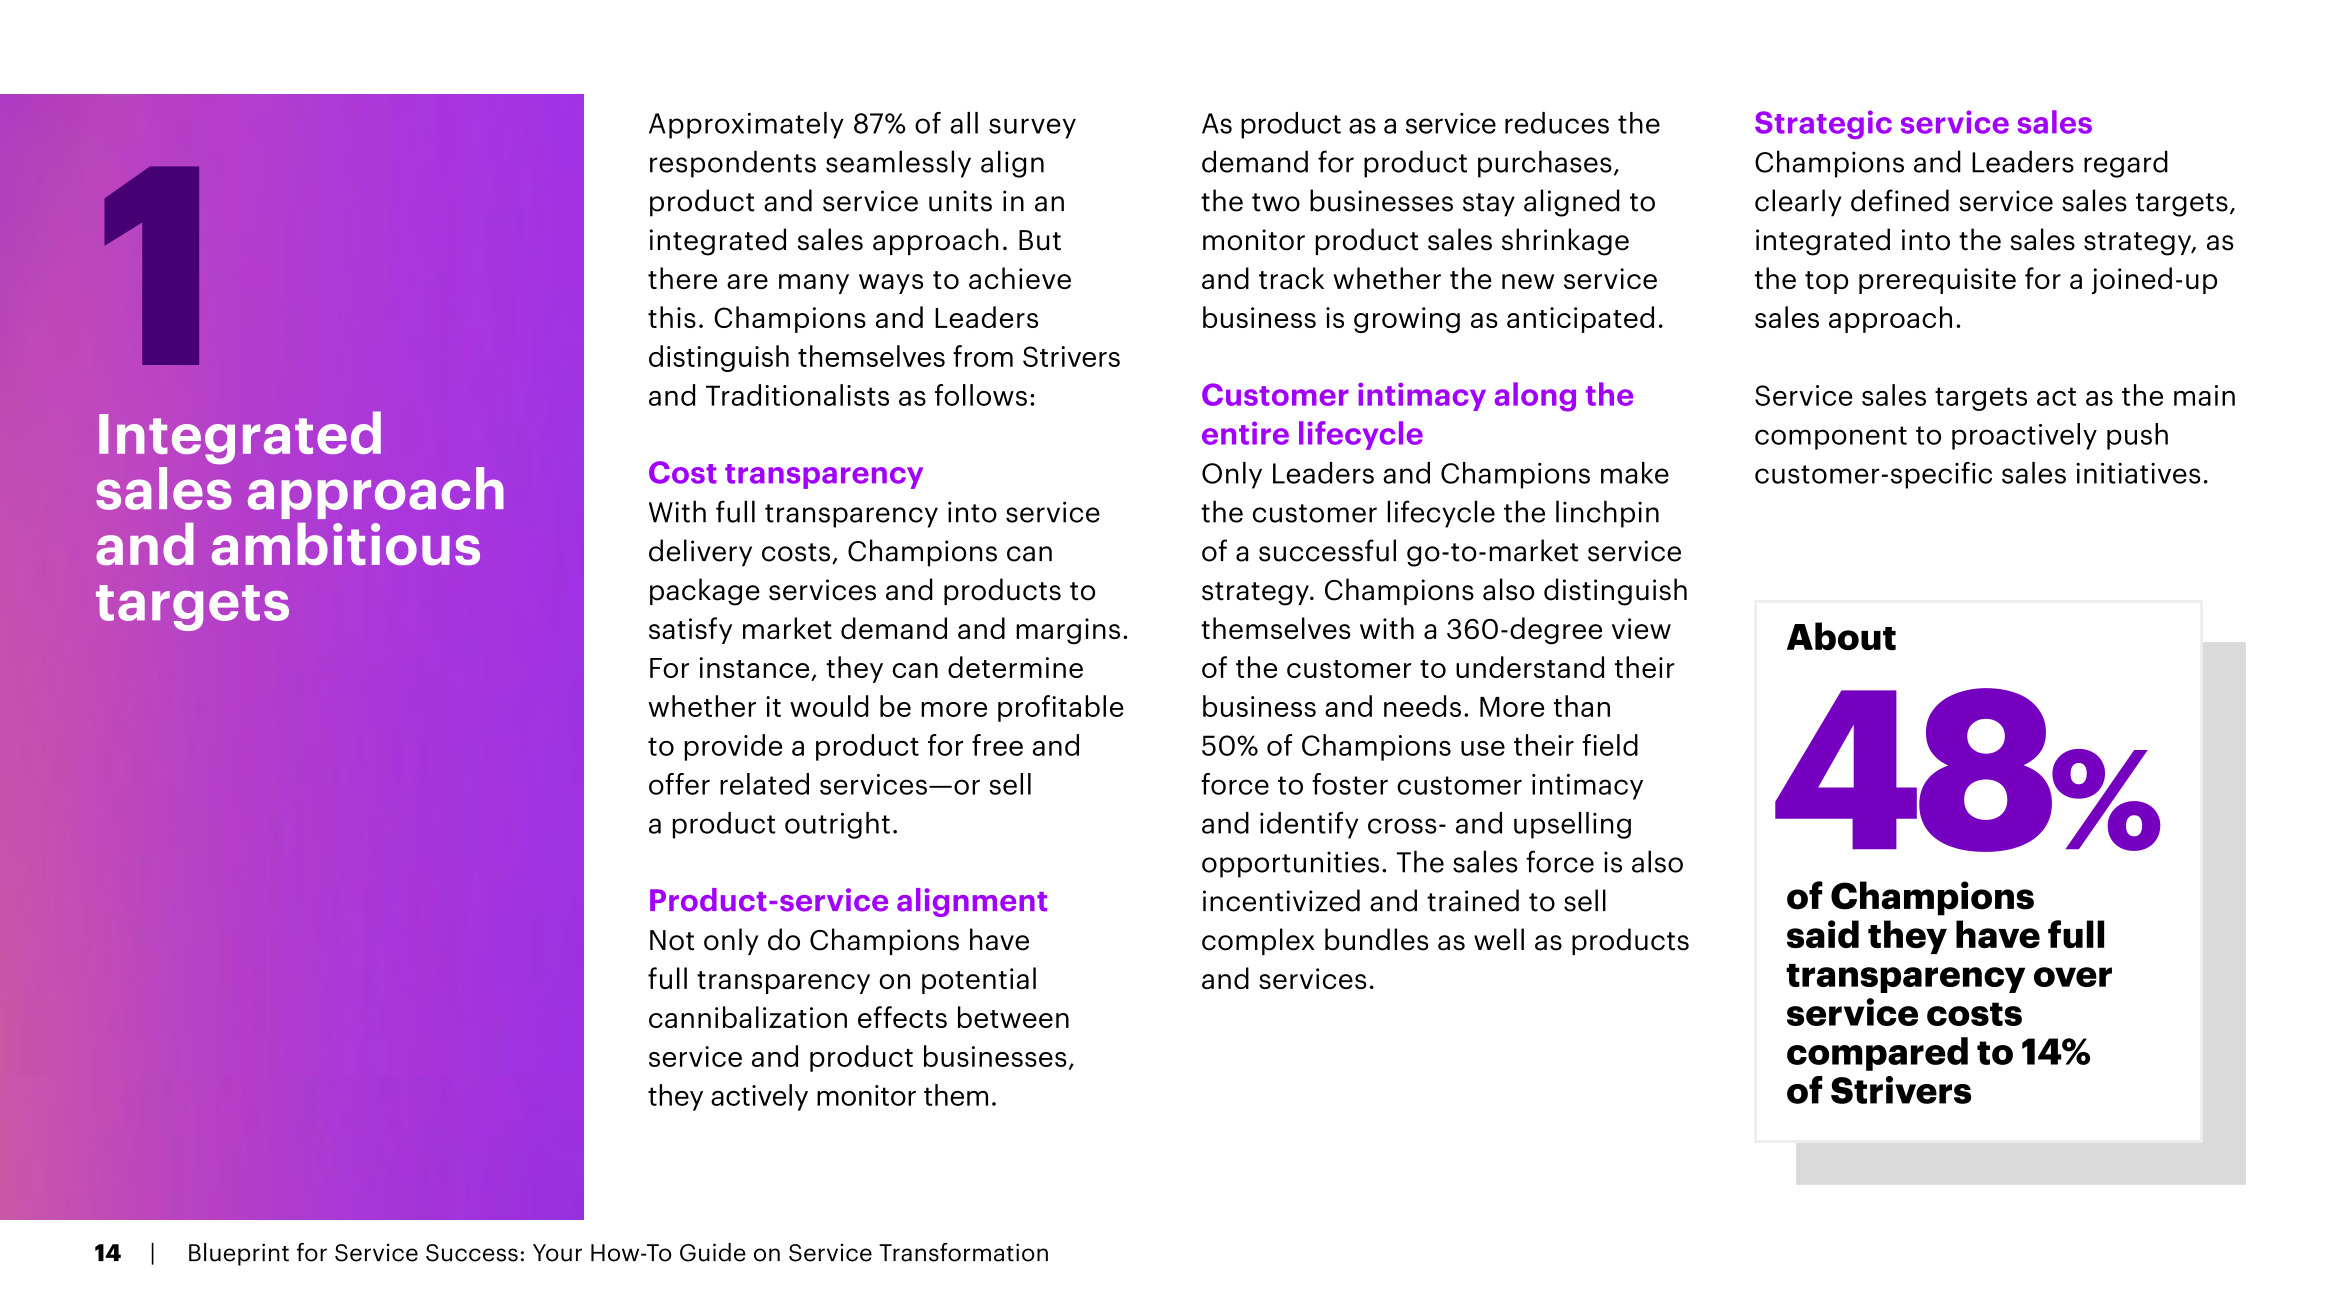 1
Integrated
sales approach
and ambitious
targets
Approximately 87% of all survey
respondents seamlessly align
product and service units in an
integrated sales approach. But
there are many ways to achieve
this. Champions and Leaders
distinguish themselves from Strivers
and Traditionalists as follows:
Cost transparency
With full transparency into service
delivery costs, Champions can
package services and products to
satisfy market demand and margins.
For instance, they can determine
whether it would be more profitable
to provide a product for free and
offer related services—or sell
a product outright.
Product-service alignment
Not only do Champions have
full transparency on potential
cannibalization effects between
service and product businesses,
they actively monitor them.
As product as a service reduces the
demand for product purchases,
the two businesses stay aligned to
monitor product sales shrinkage
and track whether the new service
business is growing as anticipated.
Customer intimacy along the
entire lifecycle
Only Leaders and Champions make
the customer lifecycle the linchpin
of a successful go-to-market service
strategy. Champions also distinguish
themselves with a 360-degree view
of the customer to understand their
business and needs. More than
50% of Champions use their field
force to foster customer intimacy
and identify cross- and upselling
opportunities. The sales force is also
incentivized and trained to sell
complex bundles as well as products
and services.
Strategic service sales
Champions and Leaders regard
clearly defined service sales targets,
integrated into the sales strategy, as
the top prerequisite for a joined-up
sales approach.
Service sales targets act as the main
component to proactively push
customer-specific sales initiatives.
About
48%
of Champions
said they have full
transparency over
service costs
compared to 14%
of Strivers
14 | Blueprint for Service Success: Your How-To Guide on Service Transformation